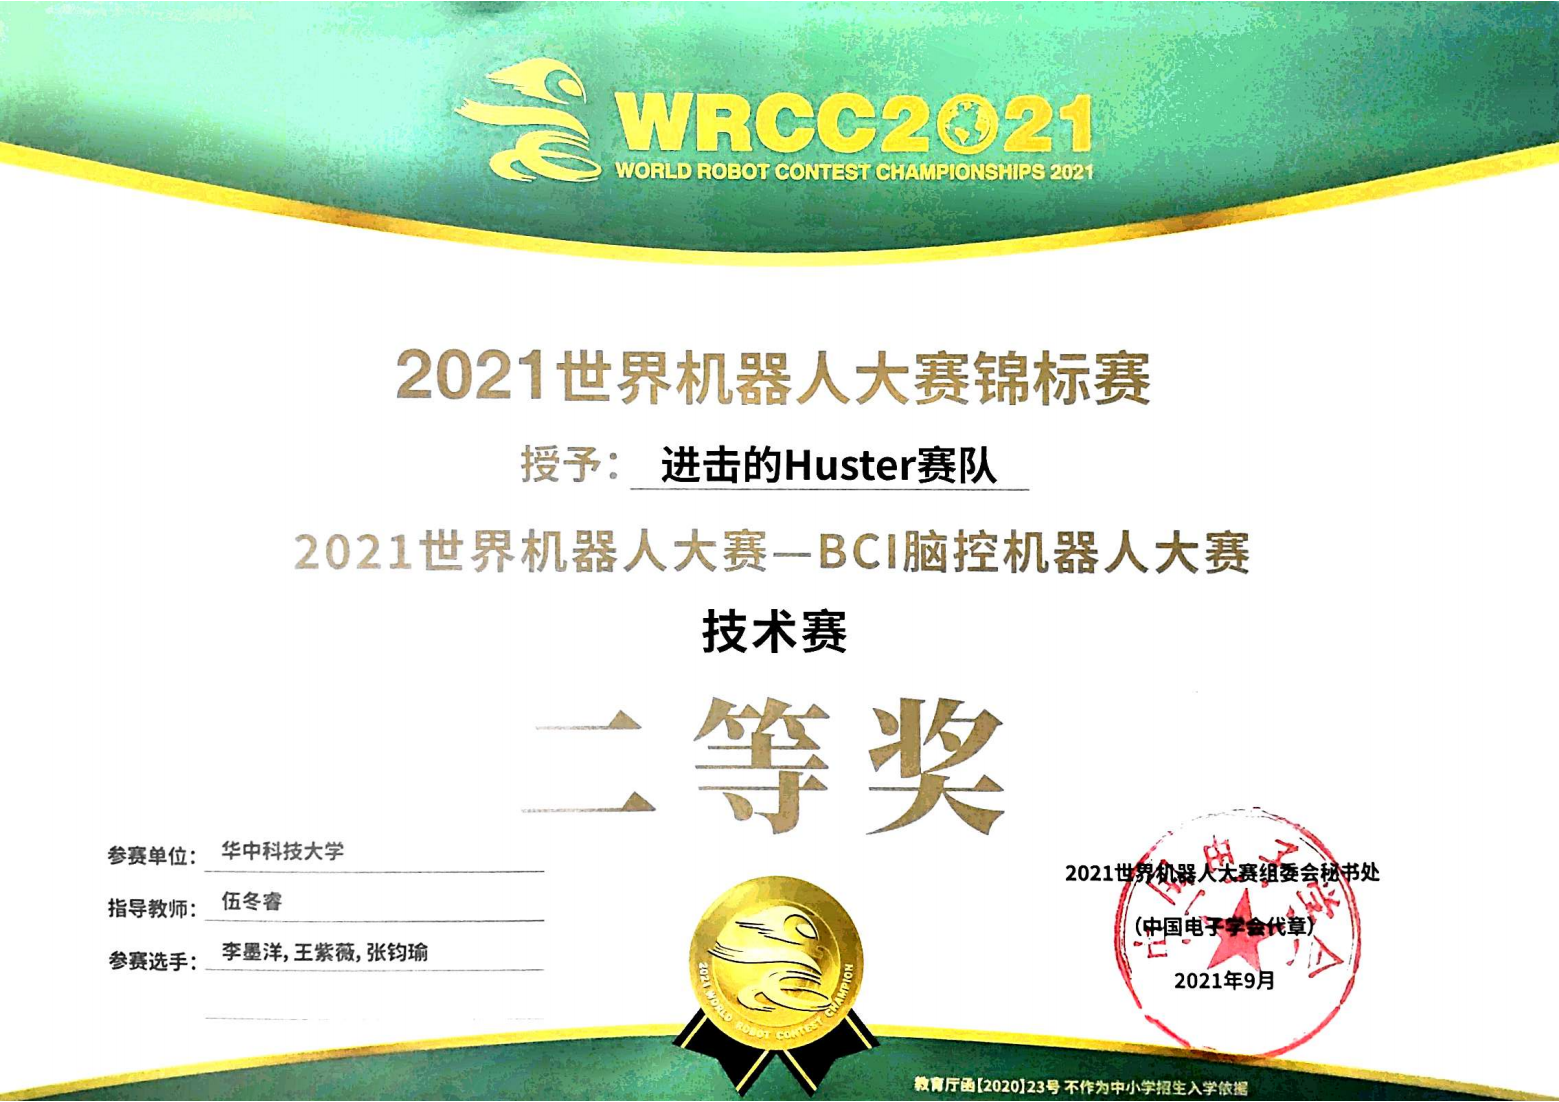 WRCC2021
WORLD ROBOT CONTEST CHAMPIONSHIPS 2021
2021世界机器人大赛锦标赛
授予： 进击的Huster赛队
2021世界机器人大赛—BCI脑控机器人大赛
技术赛
二等奖
参赛单位： 华中科技大学
指导教师： 伍冬睿
参赛选手： 李墨洋, 王紫薇, 张钧瑜
2021世界机器人大赛组委会秘书处
（中国电子学会代章）
2021年9月
中国电子学会
2021 WORLD ROBOT CONTEST CHAMPION
教育厅函[2020]23号 不作为中小学招生入学依据